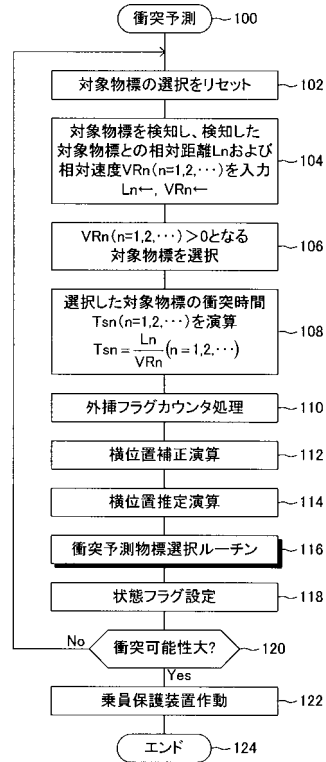 衝突予測
100
対象物標の選択をリセット
102
対象物標を検知し、検知した
対象物標との相対距離Lnおよび
相対速度VRn(n=1,2,･･･)を入力
Ln←, VRn←
104
VRn(n=1,2,･･･)>0となる
対象物標を選択
106
選択した対象物標の衝突時間
Tsn(n=1,2,･･･)を演算
Tsn=Ln/VRn(n=1,2,･･･)
108
外挿フラグカウンタ処理
110
横位置補正演算
112
横位置推定演算
114
衝突予測物標選択ルーチン
116
状態フラグ設定
118
No
衝突可能性大?
120
Yes
乗員保護装置作動
122
エンド
124